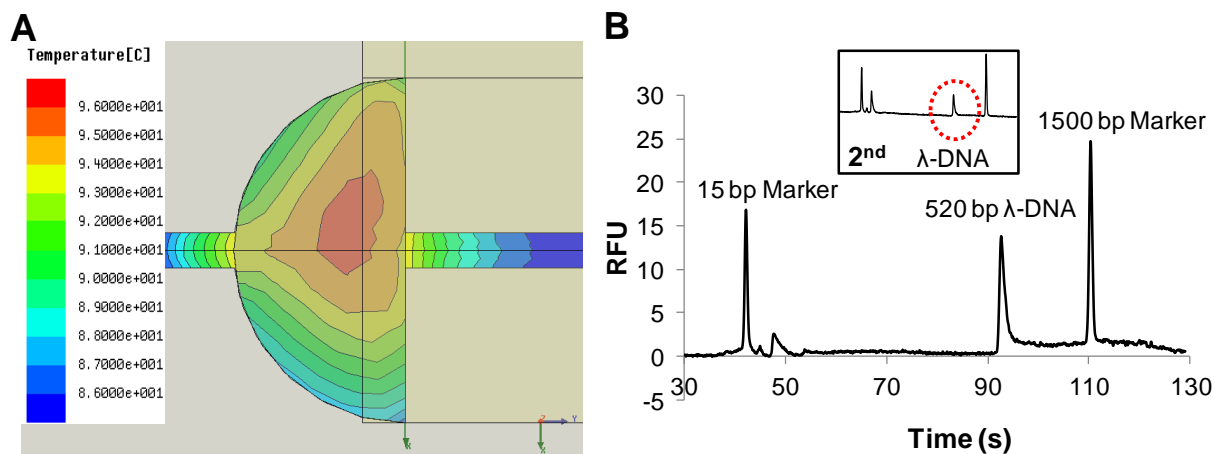 A
Temperature[C]
9.6000e+001
9.5000e+001
9.4000e+001
9.3000e+001
9.2000e+001
9.1000e+001
9.0000e+001
8.9000e+001
8.8000e+001
8.7000e+001
8.6000e+001
X
Z
Y
X
B
2nd
λ-DNA
15 bp Marker
520 bp λ-DNA
1500 bp Marker
RFU
30
25
20
15
10
5
0
-5
30
50
70
90
110
130
Time (s)